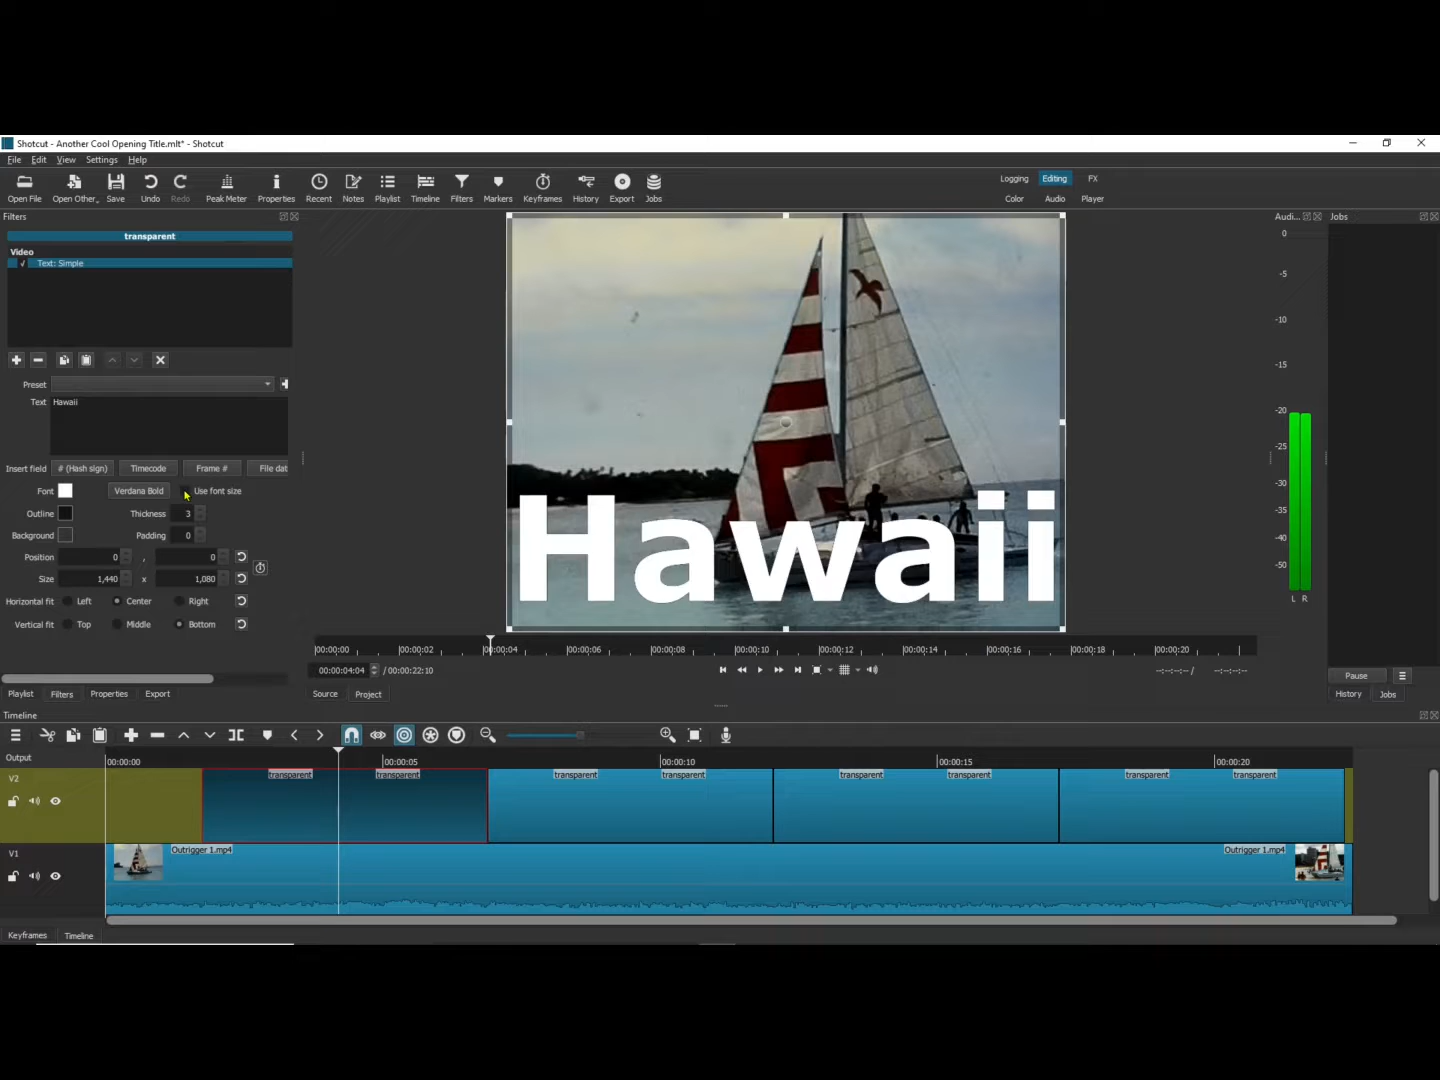 Shotcut - Another Cool Opening Title.mlt* - Shotcut
File Edit View Settings Help
Open File Open Other.. Save Undo Redo Peak Meter Properties Recent Notes Playlist Timeline Filters Markers Keyframes History Export Jobs
Logging Editing FX
Color Audio Player
Filters
transparent
Video
Text: Simple
Preset
Text Hawaii
Insert field # (Hash sign) Timecode Frame # File dat
Font Verdana Bold Use font size
Outline Thickness 3
Background Padding 0
Position 0 , 0
Size 1,440 x 1,080
Horizontal fit Left Center Right
Vertical fit Top Middle Bottom
Playlist Filters Properties Export
Hawaii
00:00:00 00:00:02 00:00:04 00:00:06 00:00:08 00:00:10 00:00:12 00:00:14 00:00:16 00:00:18 00:00:20
00:00:04:04 / 00:00:22:10
--:--:--:-- / --:--:--:--
Source Project
Audi...
0
-5
-10
-15
-20
-25
-30
-35
-40
-50
L R
Jobs
Pause
History Jobs
Timeline
Output
00:00:00 00:00:05 00:00:10 00:00:15 00:00:20
V2
transparent transparent transparent transparent transparent transparent transparent transparent
V1
Outrigger 1.mp4 Outrigger 1.mp4
Keyframes Timeline